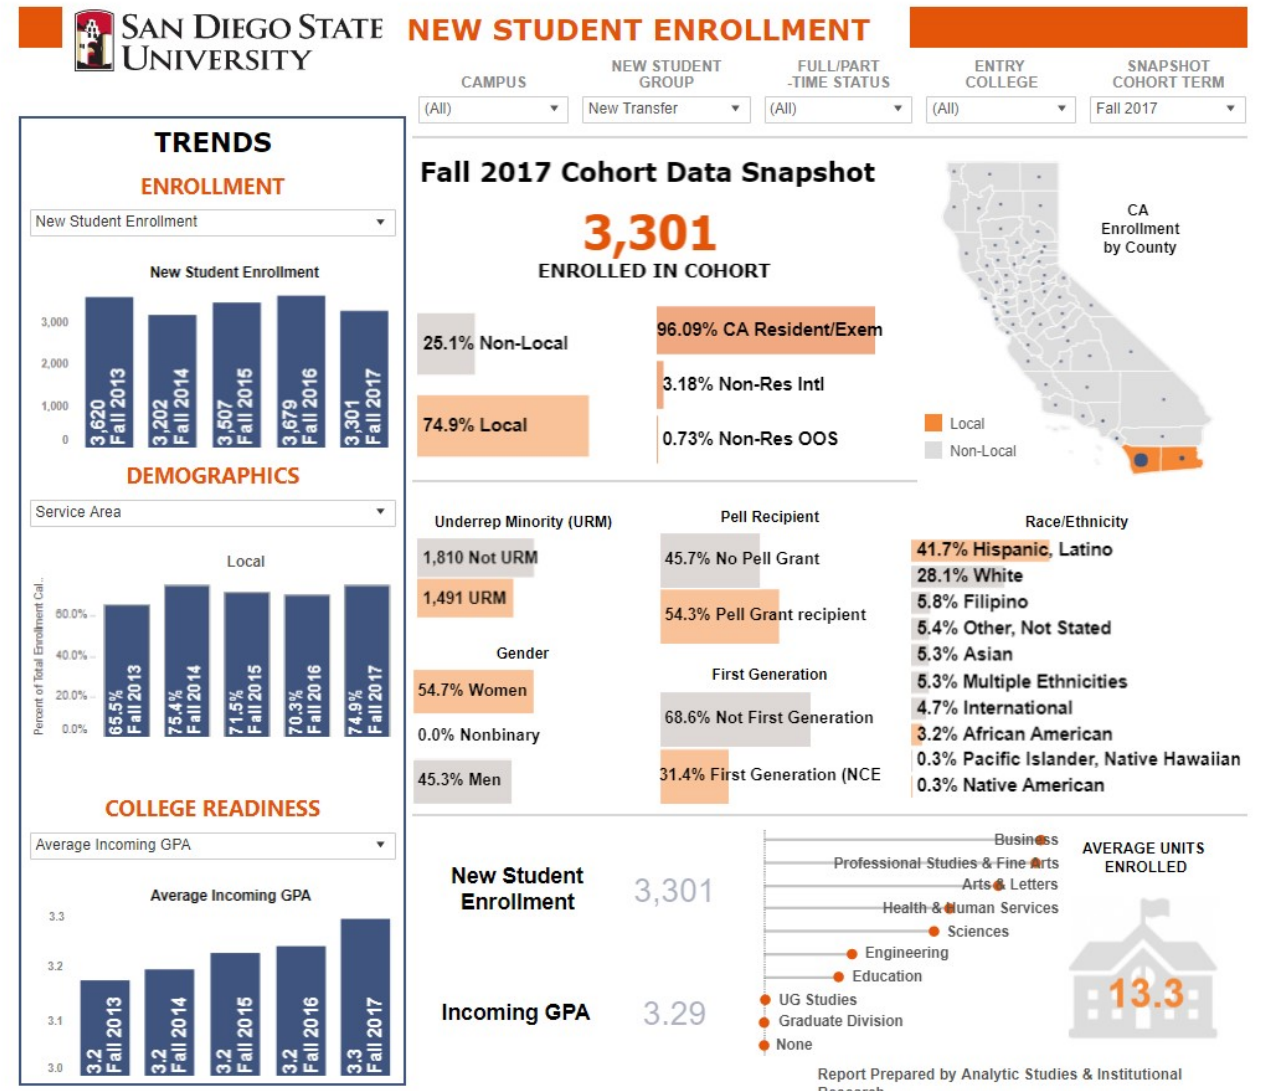 SAN DIEGO STATE
UNIVERSITY
NEW STUDENT ENROLLMENT
CAMPUS
NEW STUDENT
GROUP
FULL/PART
-TIME STATUS
ENTRY
COLLEGE
SNAPSHOT
COHORT TERM
(All)
New Transfer
(All)
(All)
Fall 2017
TRENDS
ENROLLMENT
New Student Enrollment
New Student Enrollment
3,000
2,000
1,000
0
3,620
Fall 2013
3,202
Fall 2014
3,507
Fall 2015
3,679
Fall 2016
3,301
Fall 2017
DEMOGRAPHICS
Service Area
Local
Percent of Total Enrollment Cal..
60.0%
40.0%
20.0%
0.0%
65.5%
Fall 2013
75.4%
Fall 2014
71.5%
Fall 2015
70.3%
Fall 2016
74.9%
Fall 2017
COLLEGE READINESS
Average Incoming GPA
Average Incoming GPA
3.3
3.2
3.1
3.0
3.2
Fall 2013
3.2
Fall 2014
3.2
Fall 2015
3.2
Fall 2016
3.3
Fall 2017
Fall 2017 Cohort Data Snapshot
3,301
ENROLLED IN COHORT
25.1% Non-Local
74.9% Local
96.09% CA Resident/Exem
3.18% Non-Res Intl
0.73% Non-Res OOS
CA
Enrollment
by County
Local
Non-Local
Underrep Minority (URM)
1,810 Not URM
1,491 URM
Gender
54.7% Women
0.0% Nonbinary
45.3% Men
Pell Recipient
45.7% No Pell Grant
54.3% Pell Grant recipient
First Generation
68.6% Not First Generation
31.4% First Generation (NCE
Race/Ethnicity
41.7% Hispanic, Latino
28.1% White
5.8% Filipino
5.4% Other, Not Stated
5.3% Asian
5.3% Multiple Ethnicities
4.7% International
3.2% African American
0.3% Pacific Islander, Native Hawaiian
0.3% Native American
New Student
Enrollment
3,301
Incoming GPA
3.29
Business
Professional Studies & Fine Arts
Arts & Letters
Health & Human Services
Sciences
Engineering
Education
UG Studies
Graduate Division
None
AVERAGE UNITS
ENROLLED
13.3
Report Prepared by Analytic Studies & Institutional